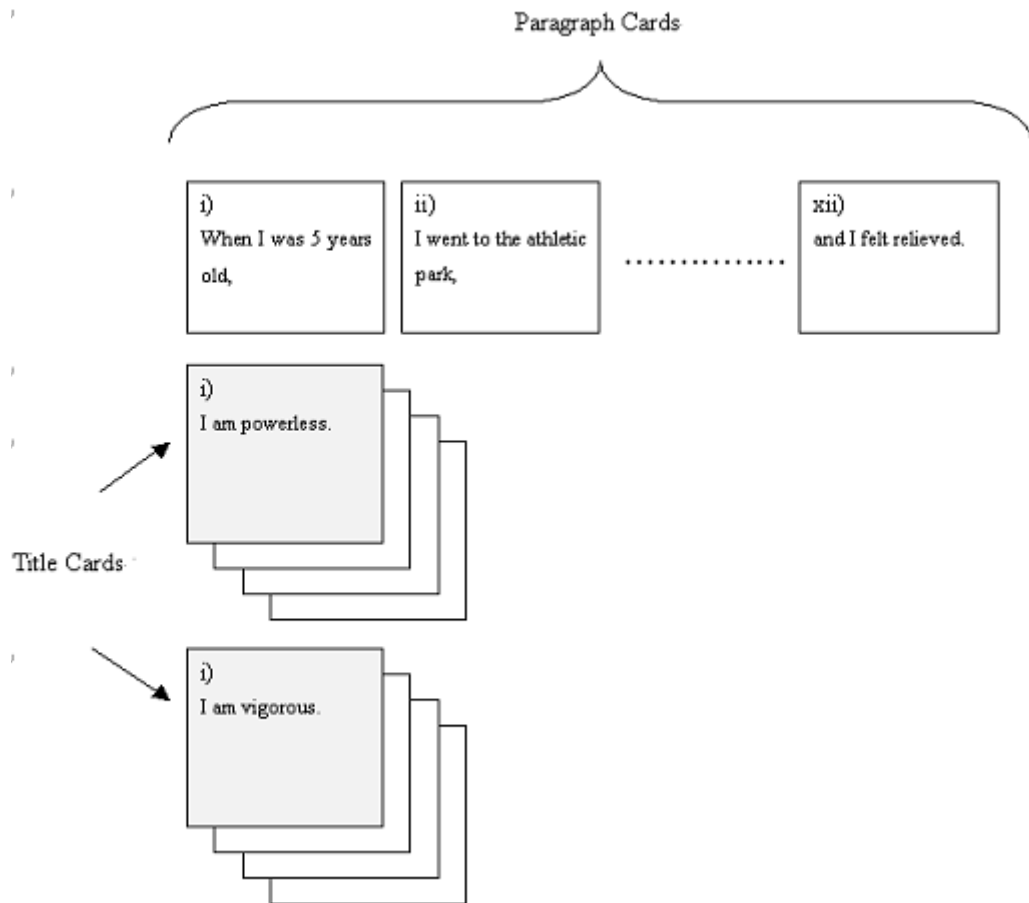 Paragraph Cards
i)
When I was 5 years
old,
ii)
I went to the athletic
park,
xii)
and I felt relieved.
i)
I am powerless.
Title Cards
i)
I am vigorous.